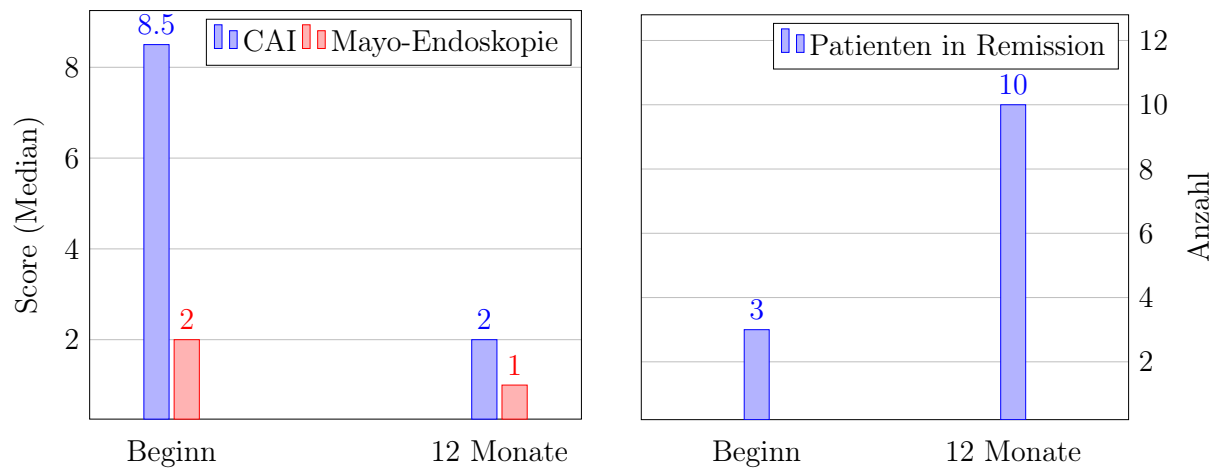 8.5
CAI Mayo-Endoskopie
8
6
4
2
Score (Median)
2
2
1
Beginn 12 Monate
Patienten in Remission
12
10
8
6
4
2
Anzahl
3
10
Beginn 12 Monate